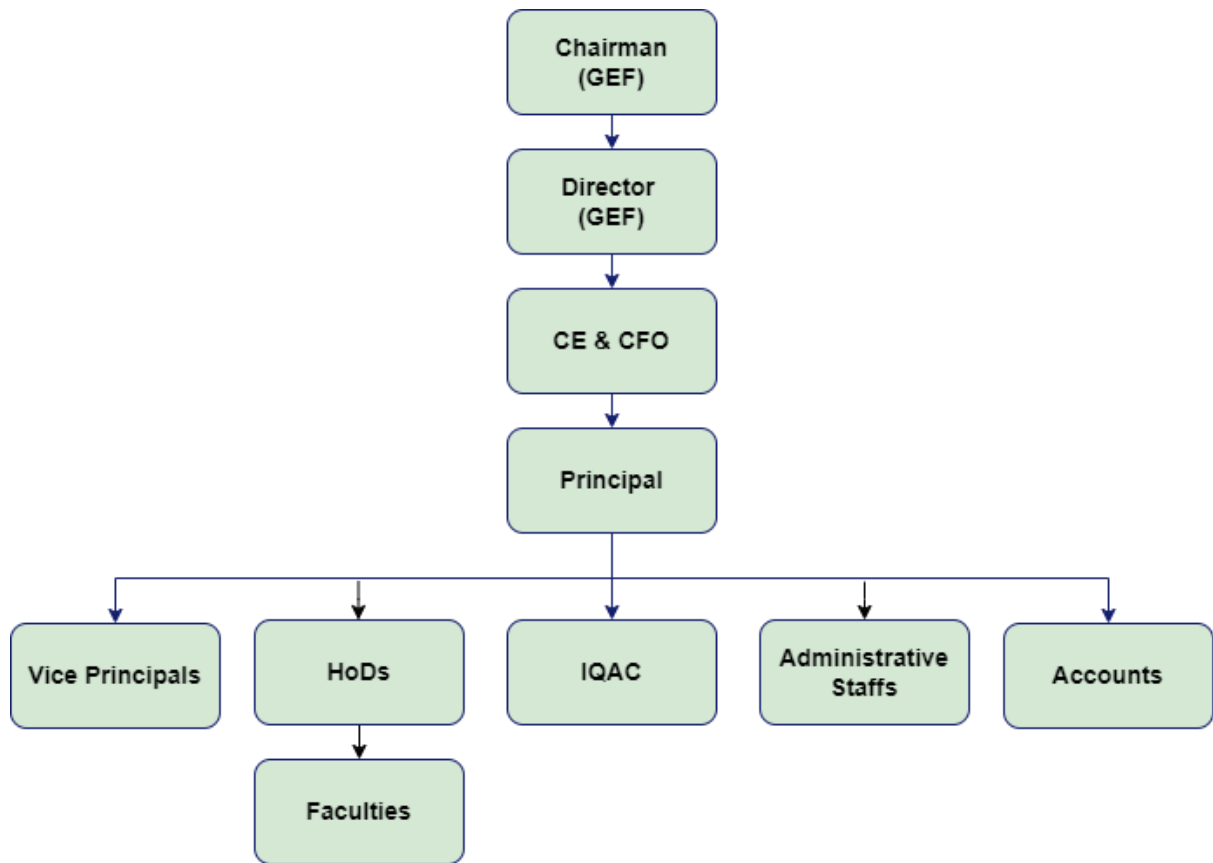 Chairman
(GEF)
Director
(GEF)
CE & CFO
Principal
Vice Principals
HoDs
IQAC
Administrative
Staffs
Accounts
Faculties